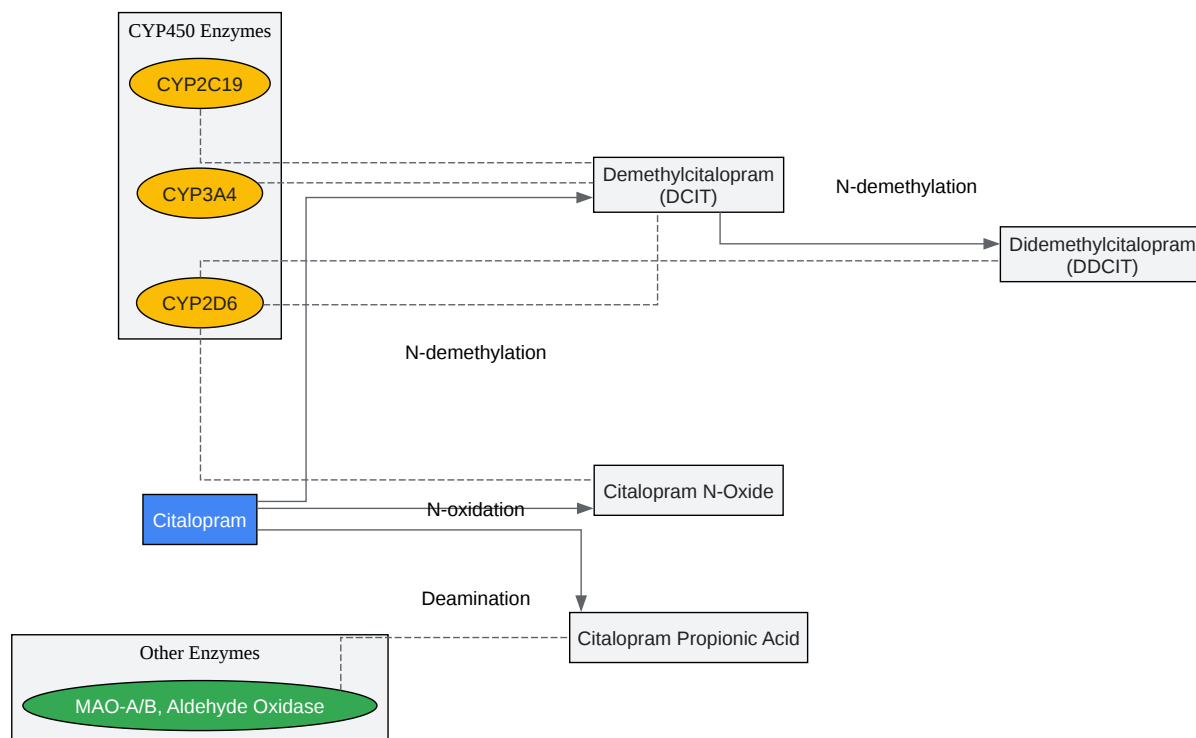 CYP450 Enzymes
CYP2C19
CYP3A4
CYP2D6
Demethylcitalopram
(DCIT)
N-demethylation
Didemethylcitalopram
(DDCIT)
N-demethylation
Citalopram N-Oxide
N-oxidation
Citalopram
Deamination
Citalopram Propionic Acid
Other Enzymes
MAO-A/B, Aldehyde Oxidase